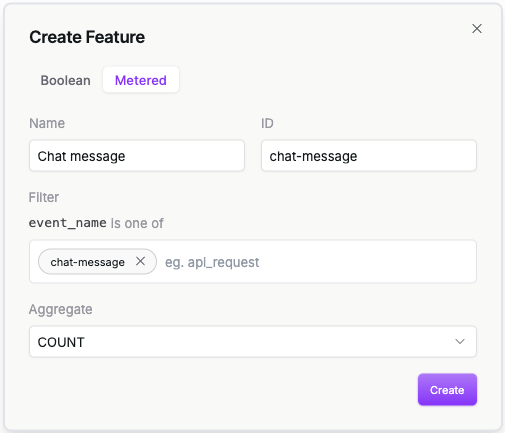 Create Feature
Boolean Metered
Name ID
Chat message chat-message
Filter
event_name is one of
chat-message eg. api_request
Aggregate
COUNT
Create